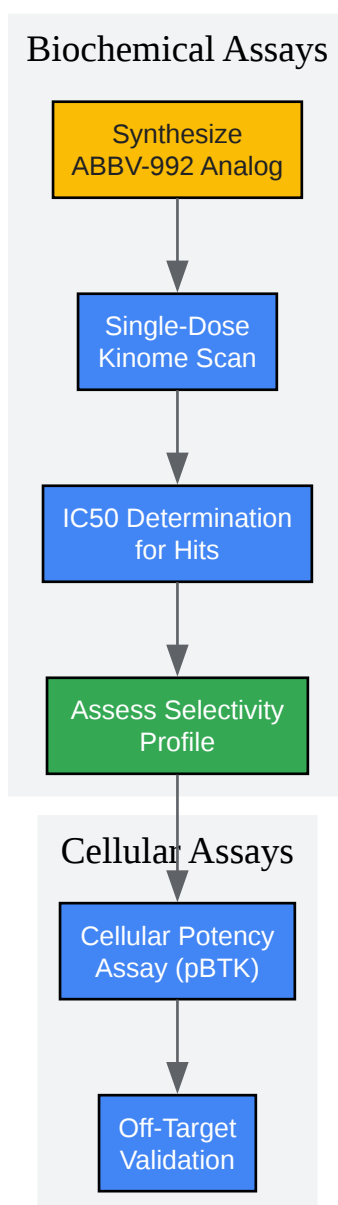 Biochemical Assays
Synthesize
ABBV-992 Analog
Single-Dose
Kinome Scan
IC50 Determination
for Hits
Assess Selectivity
Profile
Cellular Assays
Cellular Potency
Assay (pBTK)
Off-Target
Validation